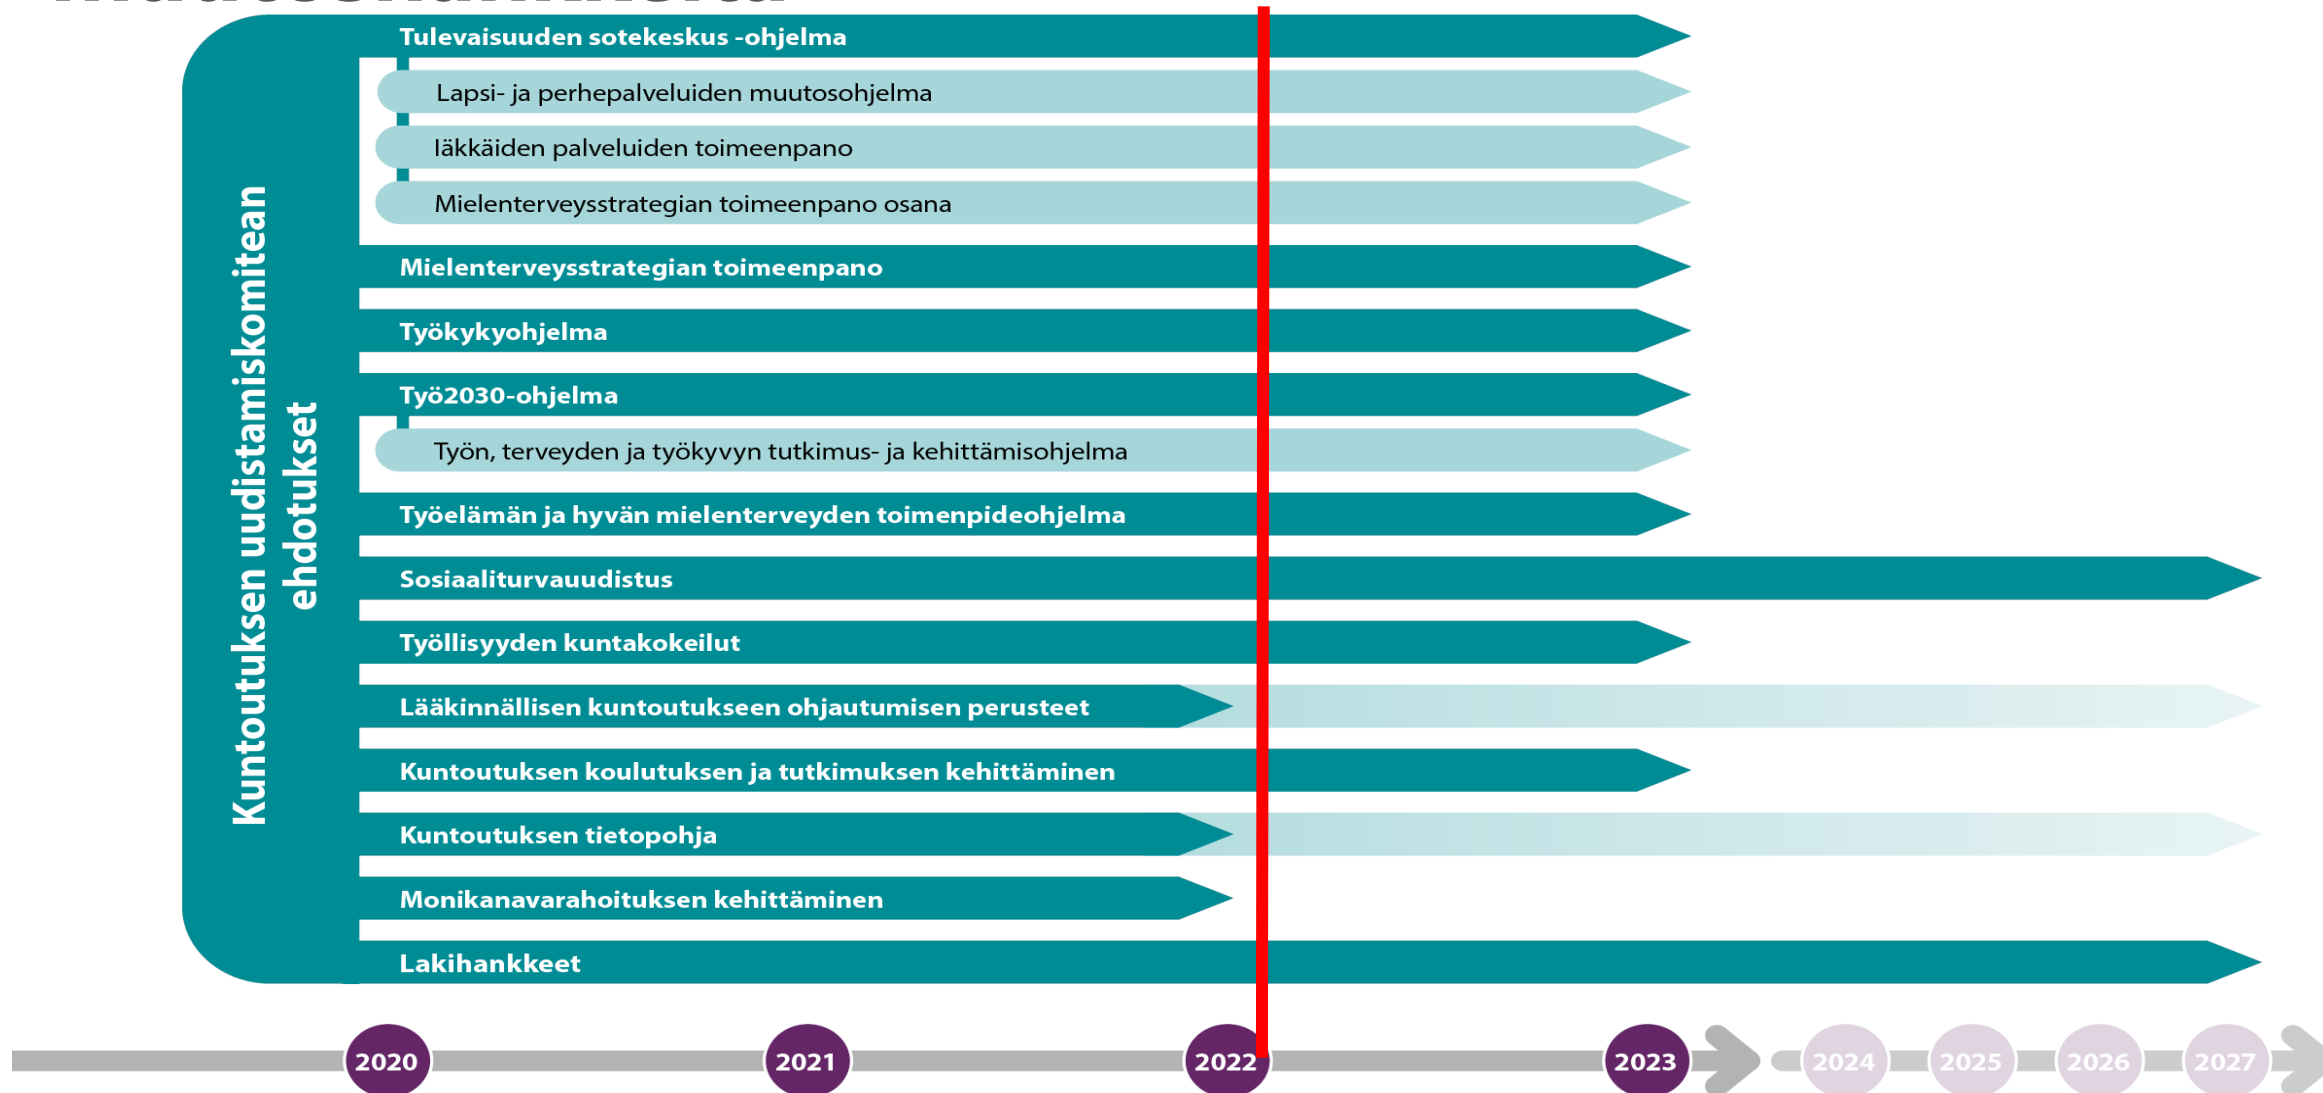 Kuntoutuksen uudistamiskomitean
ehdotukset
Tulevaisuuden sotekeskus -ohjelma
Lapsi- ja perhepalveluiden muutosohjelma
Iäkkäiden palveluiden toimeenpano
Mielenterveysstrategian toimeenpano osana
Mielenterveysstrategian toimeenpano
Työkykyohjelma
Työ2030-ohjelma
Työn, terveyden ja työkyvyn tutkimus- ja kehittämisohjelma
Työelämän ja hyvän mielenterveyden toimenpideohjelma
Sosiaaliturvauudistus
Työllisyyden kuntakokeilut
Lääkinnällisen kuntoutukseen ohjautumisen perusteet
Kuntoutuksen koulutuksen ja tutkimuksen kehittäminen
Kuntoutuksen tietopohja
Monikanavarahoituksen kehittäminen
Lakihankkeet
2020 2021 2022 2023 2024 2025 2026 2027